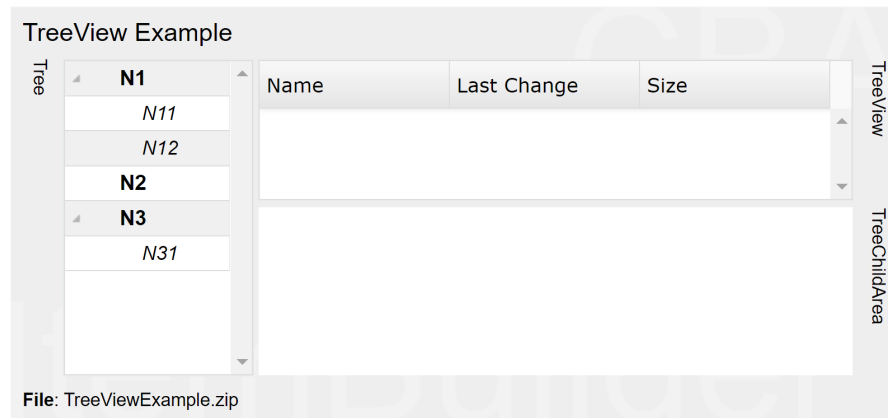 TreeView Example
Tree
N1
N11
N12
N2
N3
N31
Name Last Change Size
TreeView
TreeChildArea
File: TreeViewExample.zip